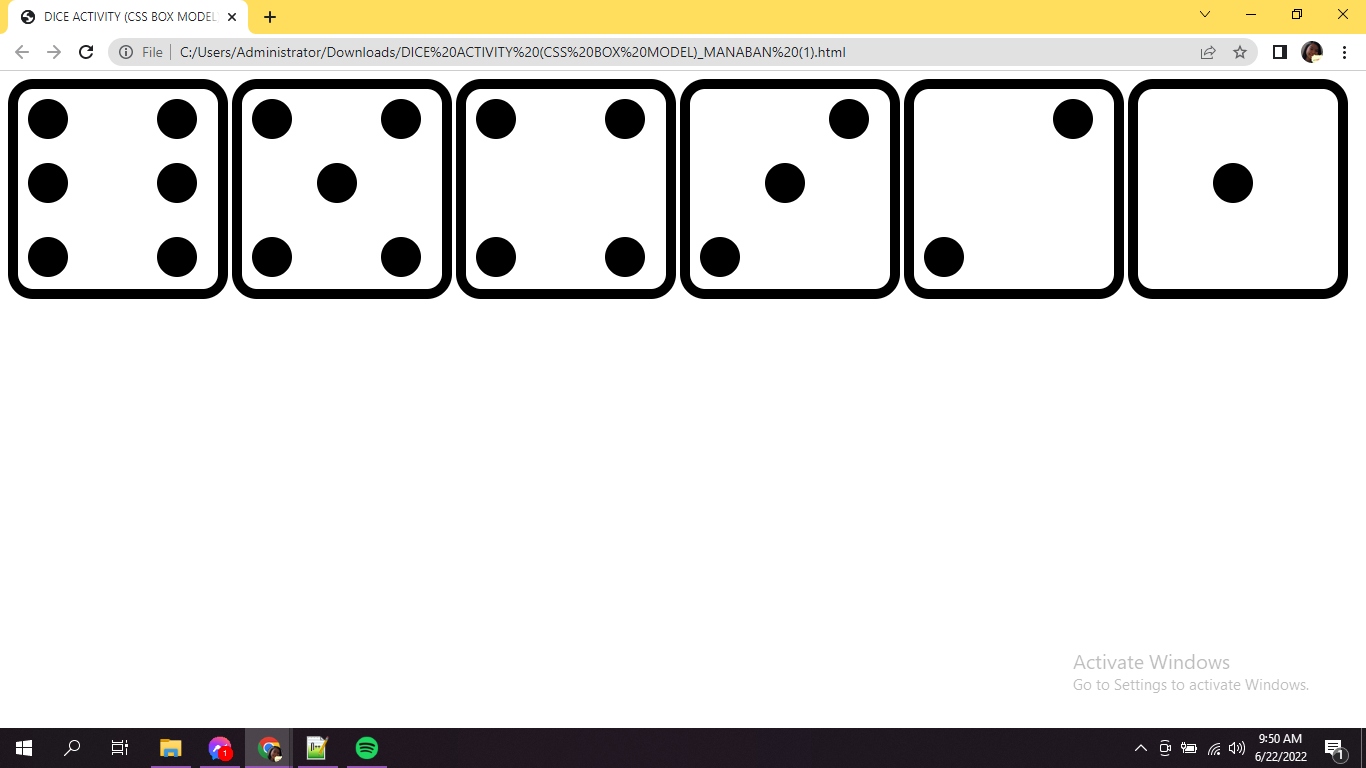 DICE ACTIVITY (CSS BOX MODEL
File
C:/Users/Administrator/Downloads/DICE%20ACTIVITY%20(CSS%20BOX%20MODEL)_MANABAN%20(1).html
Activate Windows
Go to Settings to activate Windows.
1
9:50 AM
6/22/2022
1